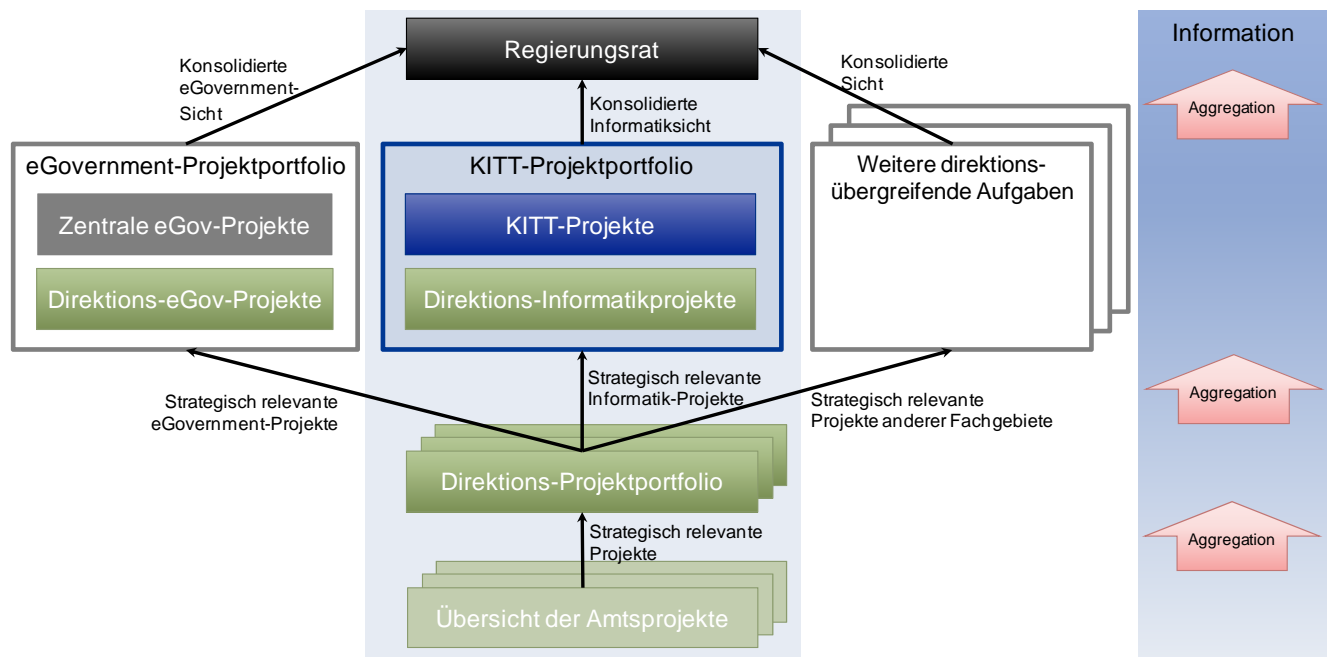 Regierungsrat
Information
Konsolidierte
eGovernment-
Sicht
Konsolidierte
Informatiksicht
Konsolidierte
Sicht
Aggregation
eGovernment-Projektportfolio
Zentrale eGov-Projekte
Direktions-eGov-Projekte
KITT-Projektportfolio
KITT-Projekte
Direktions-Informatikprojekte
Weitere direktions-
übergreifende Aufgaben
Strategisch relevante
eGovernment-Projekte
Strategisch relevante
Informatik-Projekte
Strategisch relevante
Projekte anderer Fachgebiete
Aggregation
Direktions-Projektportfolio
Strategisch relevante
Projekte
Aggregation
Übersicht der Amtsprojekte